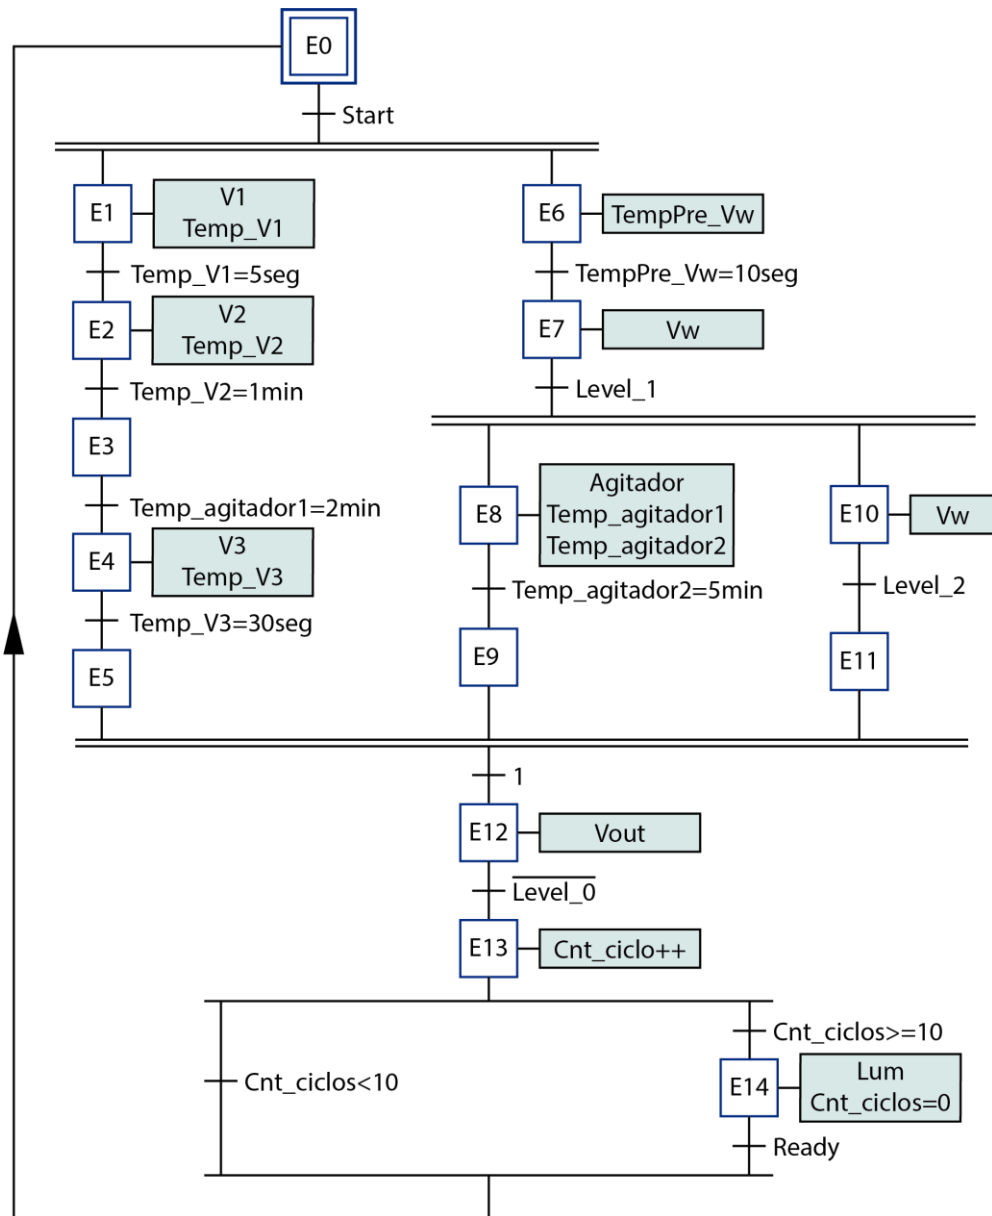 E0
Start
E1
V1
Temp_V1
Temp_V1=5seg
E2
V2
Temp_V2
Temp_V2=1min
E3
Temp_agitador1=2min
E4
V3
Temp_V3
Temp_V3=30seg
E5
E6
TempPre_Vw
TempPre_Vw=10seg
E7
Vw
Level_1
E8
Agitador
Temp_agitador1
Temp_agitador2
Temp_agitador2=5min
E9
E10
Vw
Level_2
E11
1
E12
Vout
Level_0
E13
Cnt_ciclo++
Cnt_ciclos<10
Cnt_ciclos>=10
E14
Lum
Cnt_ciclos=0
Ready